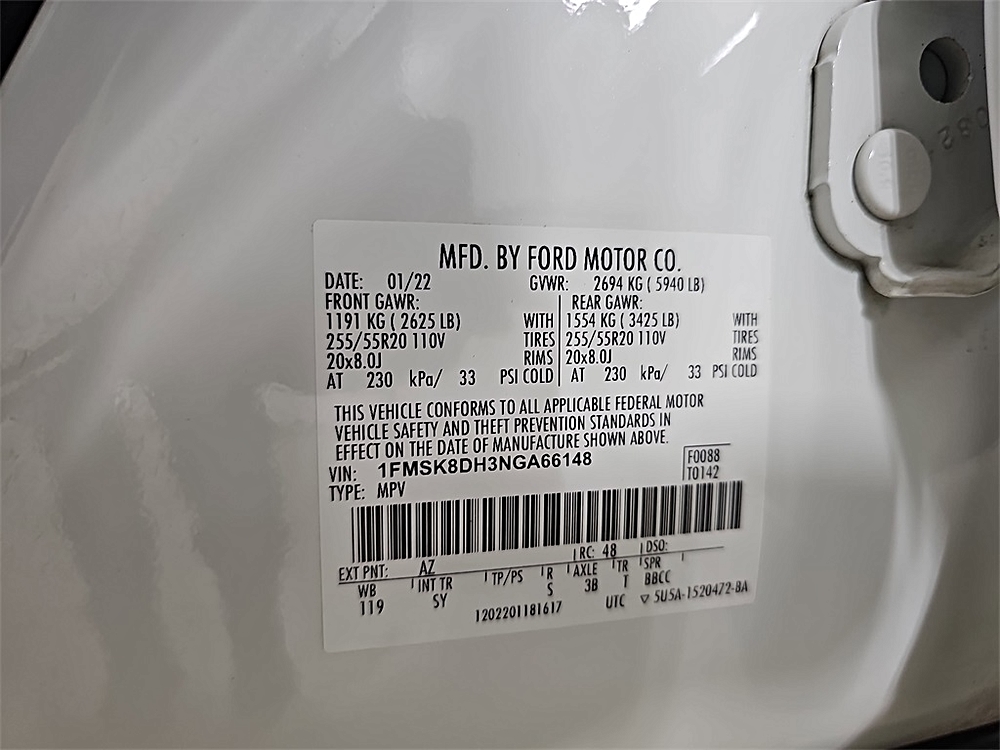 MFD. BY FORD MOTOR CO.
DATE: 01/22 GVWR: 2694 KG ( 5940 LB)
FRONT GAWR: REAR GAWR:
1191 KG ( 2625 LB) WITH 1554 KG ( 3425 LB) WITH
255/55R20 110V TIRES 255/55R20 110V TIRES
20x8.0J RIMS 20x8.0J RIMS
AT 230 kPa/ 33 PSI COLD AT 230 kPa/ 33 PSI COLD
THIS VEHICLE CONFORMS TO ALL APPLICABLE FEDERAL MOTOR
VEHICLE SAFETY AND THEFT PREVENTION STANDARDS IN
EFFECT ON THE DATE OF MANUFACTURE SHOWN ABOVE.
VIN: 1FMSK8DH3NGA66148 F0088
TYPE: MPV T0142
EXT PNT: AZ RC: 48 DSO:
WB INT TR TP/PS R AXLE TR SPR
119 SY S 3B T BBCC
1202201181617 UTC ▽ 5U5A-1520472-BA